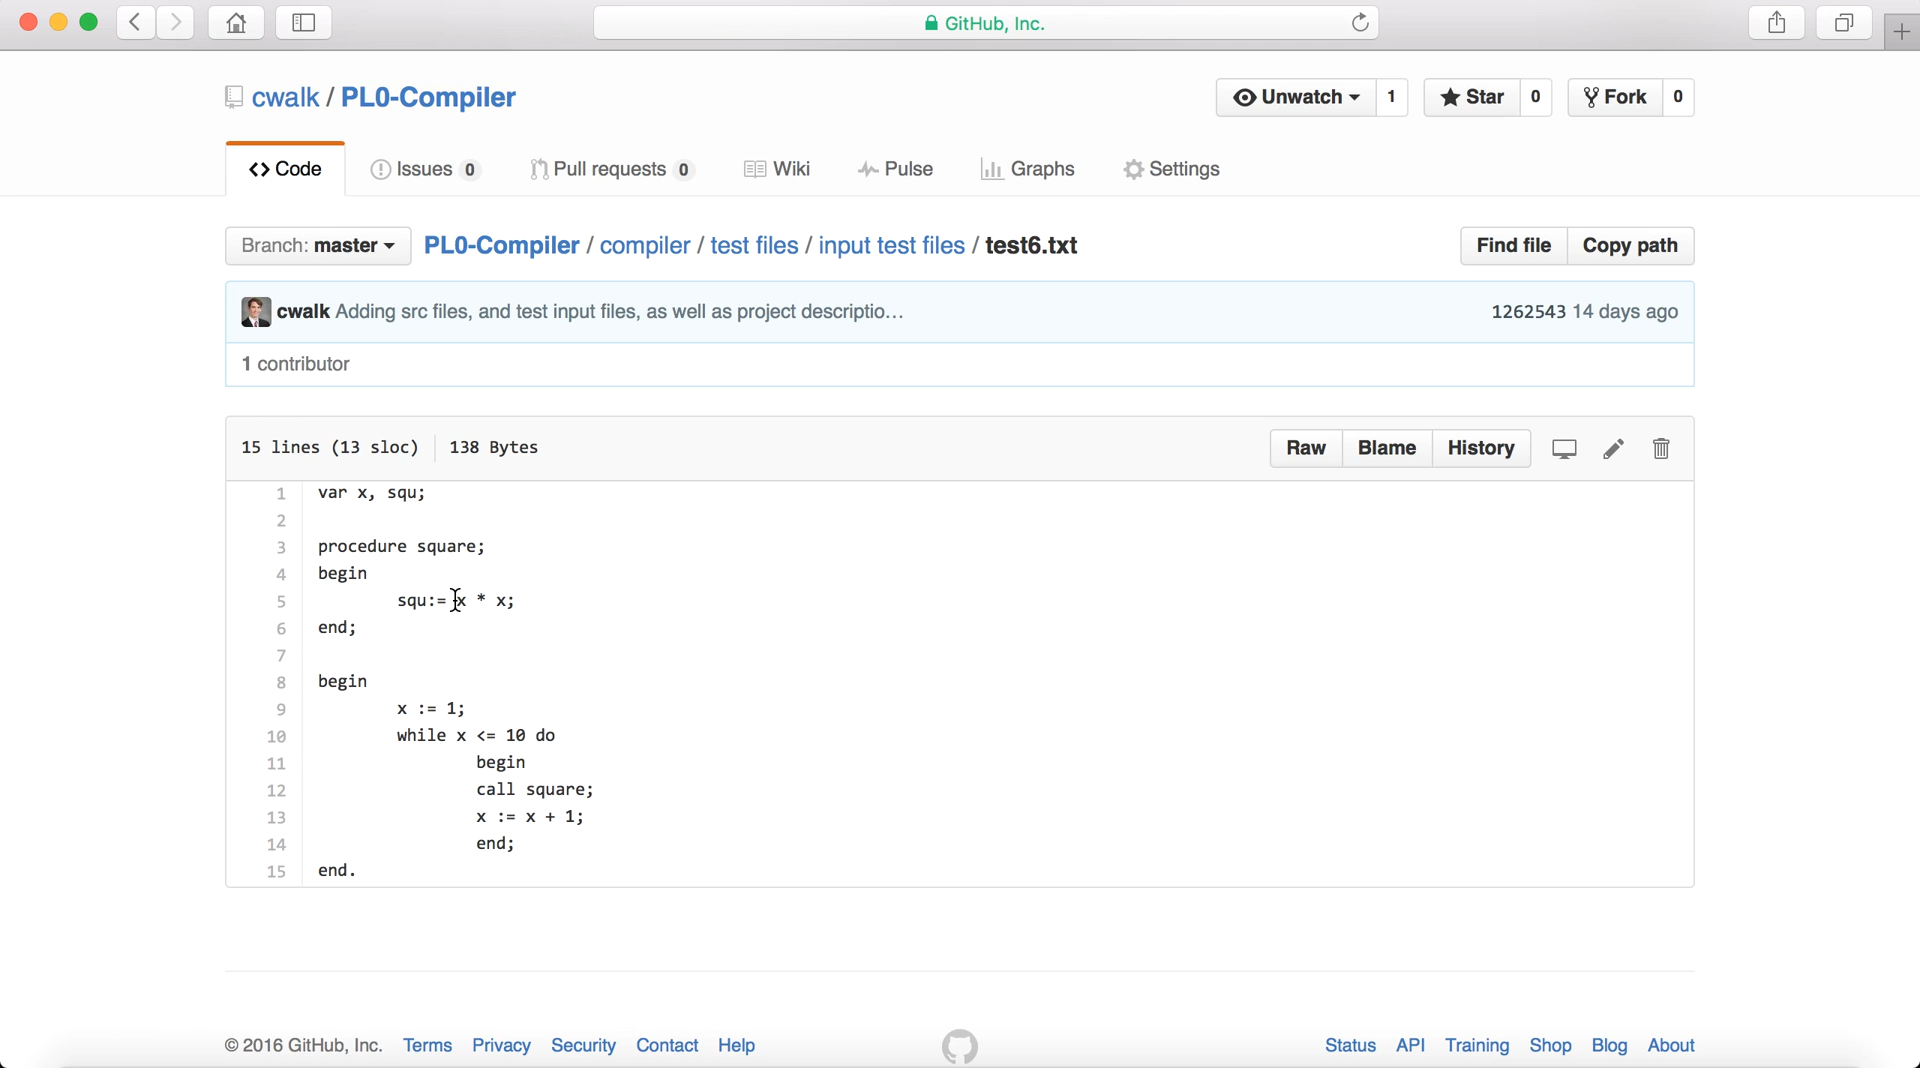 GitHub, Inc.
cwalk / PL0-Compiler
Unwatch 1 Star 0 Fork 0
Code Issues 0 Pull requests 0 Wiki Pulse Graphs Settings
Branch: master PL0-Compiler / compiler / test files / input test files / test6.txt Find file Copy path
cwalk Adding src files, and test input files, as well as project descriptio… 1262543 14 days ago
1 contributor
15 lines (13 sloc) 138 Bytes Raw Blame History
1 var x, squ;
2
3 procedure square;
4 begin
5 squ:= x * x;
6 end;
7
8 begin
9 x := 1;
10 while x <= 10 do
11 begin
12 call square;
13 x := x + 1;
14 end;
15 end.
© 2016 GitHub, Inc. Terms Privacy Security Contact Help Status API Training Shop Blog About